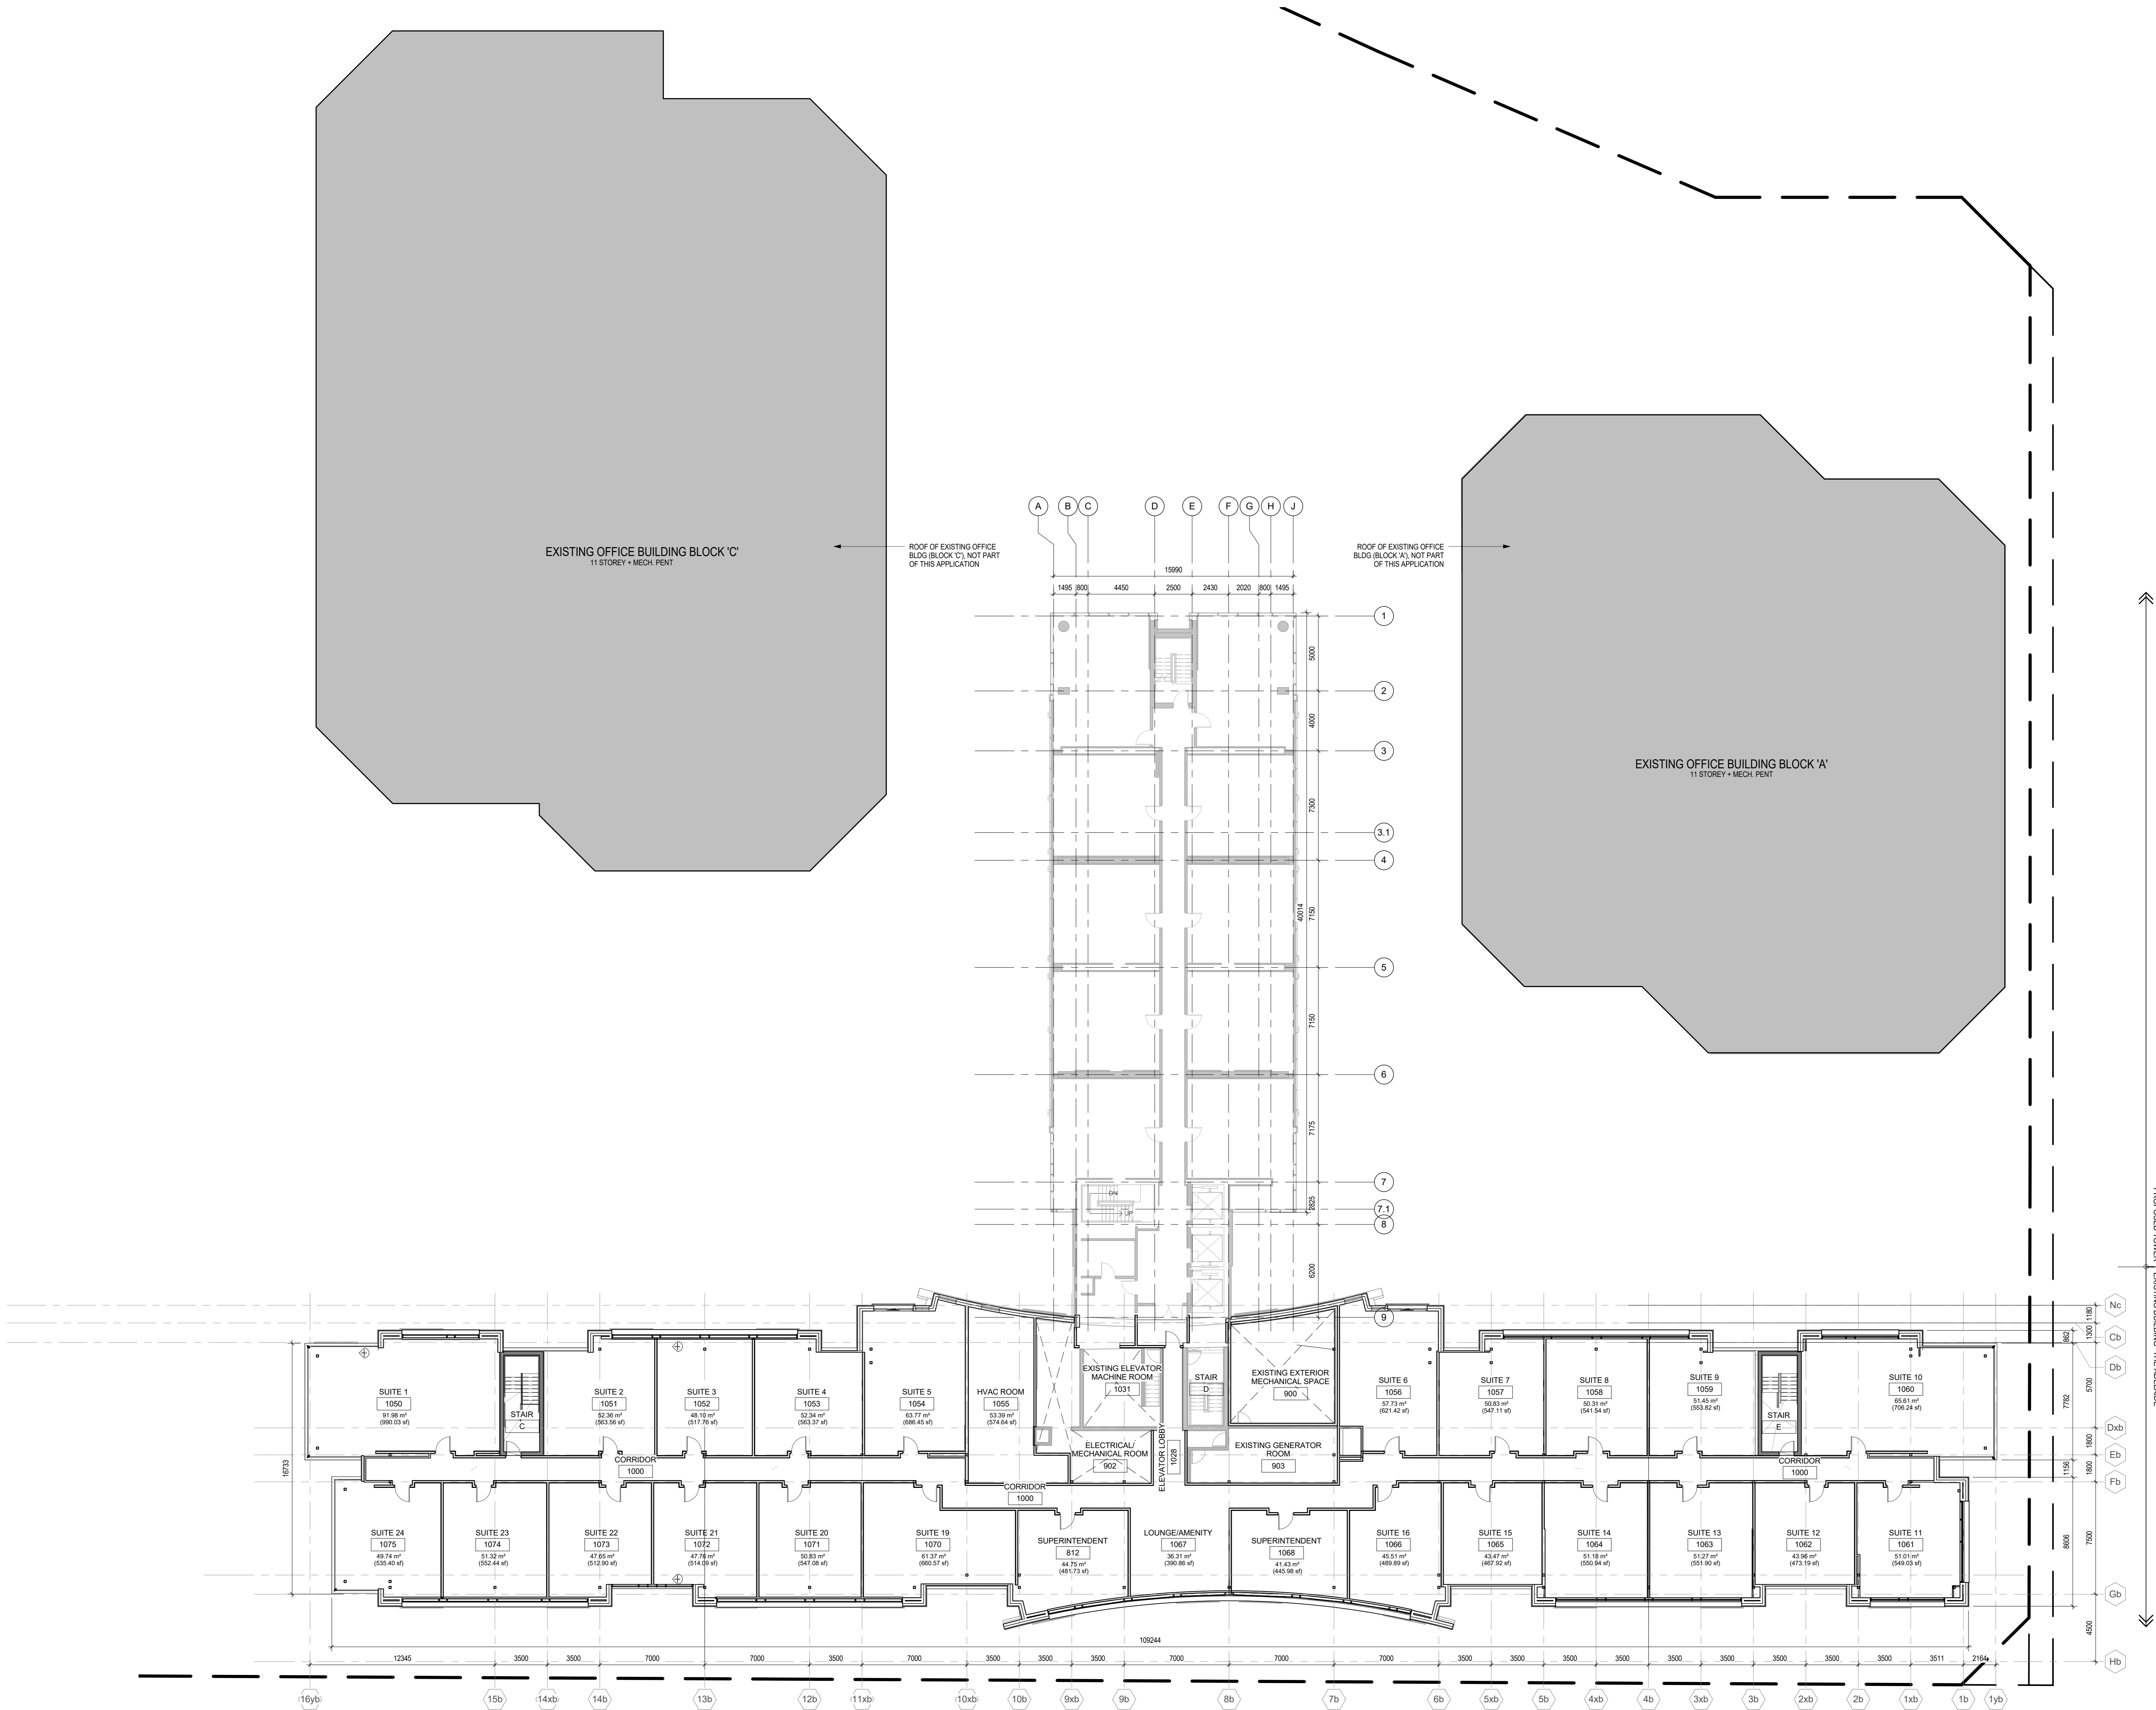 EXISTING OFFICE BUILDING BLOCK 'C'
11 STOREY + MECH. PENT
ROOF OF EXISTING OFFICE
BLDG (BLOCK 'C'), NOT PART
OF THIS APPLICATION
ROOF OF EXISTING OFFICE
BLDG (BLOCK 'A'), NOT PART
OF THIS APPLICATION
EXISTING OFFICE BUILDING BLOCK 'A'
11 STOREY + MECH. PENT
A B C D E F G H J
15990
1495 800 4450 2500 2430 2020 800 1495
1
5000
2
4000
3
7300
3.1
4
40014
7150
5
7150
6
7175
7
2825
7.1
8
6200
9
DN
UP
SUITE 1
1050
91.98 m²
(990.03 sf)
STAIR
C
SUITE 2
1051
52.36 m²
(563.56 sf)
SUITE 3
1052
48.10 m²
(517.76 sf)
SUITE 4
1053
52.34 m²
(563.37 sf)
SUITE 5
1054
63.77 m²
(686.45 sf)
HVAC ROOM
1055
53.39 m²
(574.64 sf)
EXISTING ELEVATOR
MACHINE ROOM
1031
ELECTRICAL/
MECHANICAL ROOM
902
ELEVATOR LOBBY
1028
STAIR
D
EXISTING EXTERIOR
MECHANICAL SPACE
900
EXISTING GENERATOR
ROOM
903
SUITE 6
1056
57.73 m²
(621.42 sf)
SUITE 7
1057
50.83 m²
(547.11 sf)
SUITE 8
1058
50.31 m²
(541.54 sf)
SUITE 9
1059
51.45 m²
(553.82 sf)
STAIR
E
SUITE 10
1060
65.61 m²
(706.24 sf)
CORRIDOR
1000
CORRIDOR
1000
CORRIDOR
1000
SUITE 24
1075
49.74 m²
(535.40 sf)
SUITE 23
1074
51.32 m²
(552.44 sf)
SUITE 22
1073
47.65 m²
(512.90 sf)
SUITE 21
1072
47.76 m²
(514.09 sf)
SUITE 20
1071
50.83 m²
(547.08 sf)
SUITE 19
1070
61.37 m²
(660.57 sf)
SUPERINTENDENT
812
44.75 m²
(481.73 sf)
LOUNGE/AMENITY
1067
36.31 m²
(390.86 sf)
SUPERINTENDENT
1068
41.43 m²
(445.98 sf)
SUITE 16
1066
45.51 m²
(489.89 sf)
SUITE 15
1065
43.47 m²
(467.92 sf)
SUITE 14
1064
51.18 m²
(550.94 sf)
SUITE 13
1063
51.27 m²
(551.90 sf)
SUITE 12
1062
43.96 m²
(473.19 sf)
SUITE 11
1061
51.01 m²
(549.03 sf)
16733
862
7782
1156
8606
1180
1300
5700
1800
1800
7500
4500
Nc
Cb
Db
Dxb
Eb
Fb
Gb
Hb
109244
12345 3500 3500 7000 7000 3500 7000 3500 3500 3500 7000 7000 7000 3500 3500 3500 3500 3500 3500 3500 3500 3500 3511 2164
16yb 15b 14xb 14b 13b 12b 11xb 10xb 10b 9xb 9b 8b 7b 6b 5xb 5b 4xb 4b 3xb 3b 2xb 2b 1xb 1b 1yb